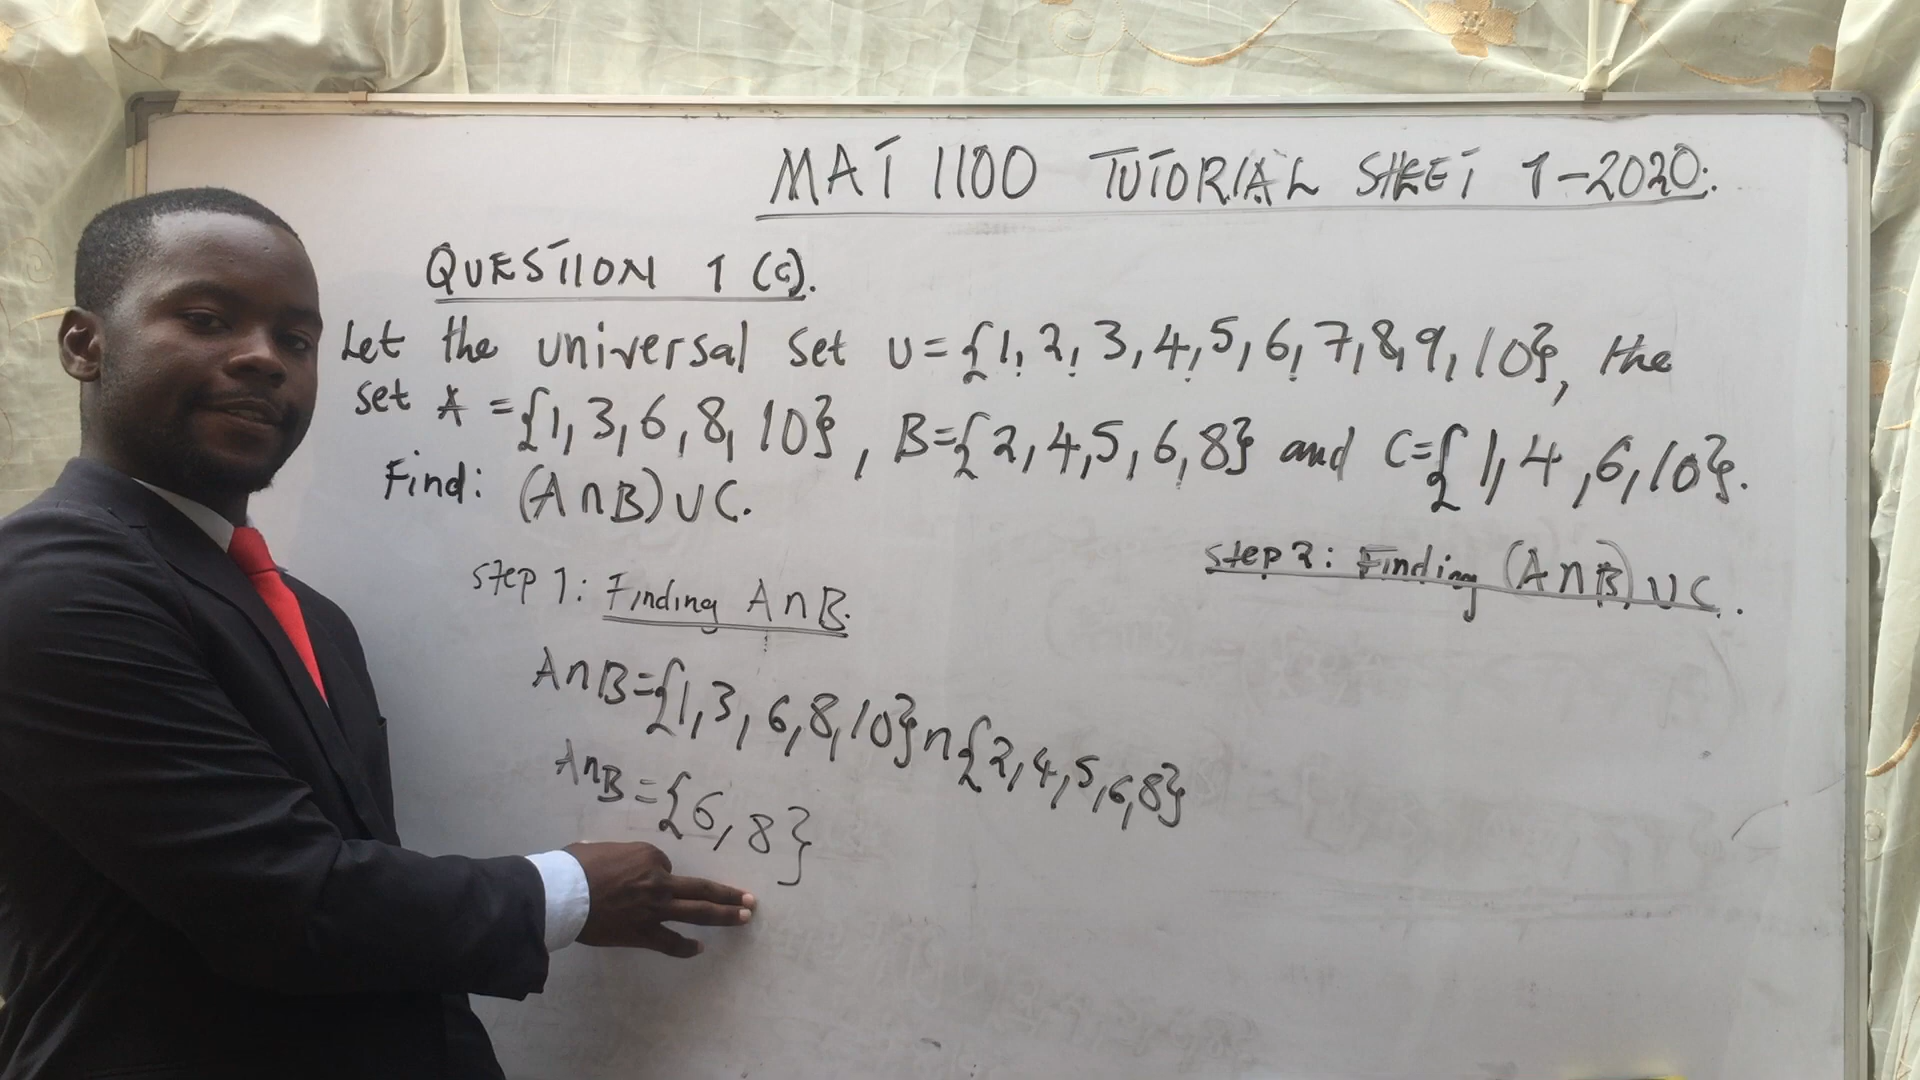 MAT 1100 TUTORIAL SHEET 1-2020.
QUESTION 1 (c).
Let the universal set U={1, 2, 3, 4, 5, 6, 7, 8, 9, 10}, the
set A={1, 3, 6, 8, 10}, B={2, 4, 5, 6, 8} and C={1, 4, 6, 10}.
Find: (A∩B)∪C.
Step 1: Finding A∩B.
A∩B={1, 3, 6, 8, 10}∩{2, 4, 5, 6, 8}
A∩B={6, 8}
Step 2: Finding (A∩B)∪C.